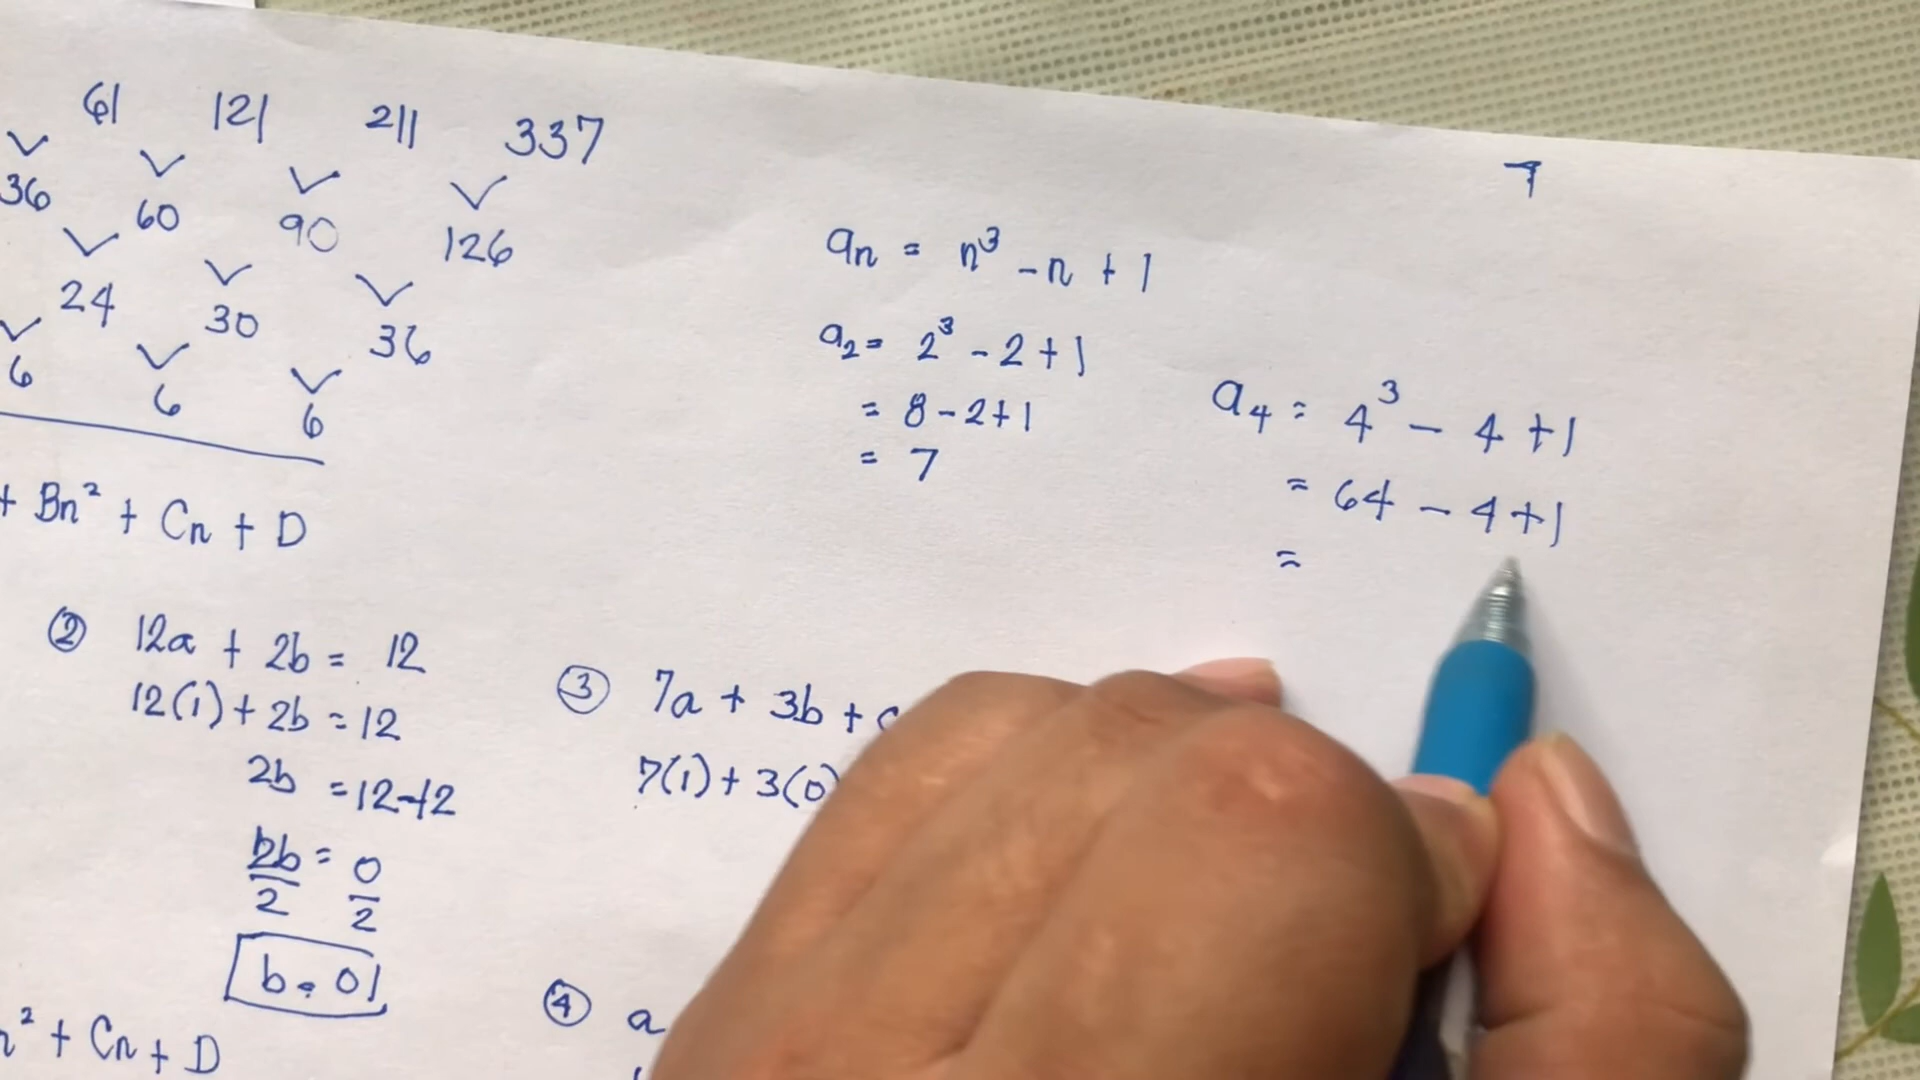 61 121 211 337
36 60 90 126
24 30 36
6 6 6
+ Bn² + Cn + D
② 12a + 2b = 12
12(1) + 2b = 12
2b = 12-12
2b/2 = 0/2
b = 0
n² + Cn + D
③ 7a + 3b + c
7(1) + 3(0)
④ a
aₙ = n³ - n + 1
a₂ = 2³ - 2 + 1
= 8 - 2 + 1
= 7
a₄ = 4³ - 4 + 1
= 64 - 4 + 1
=